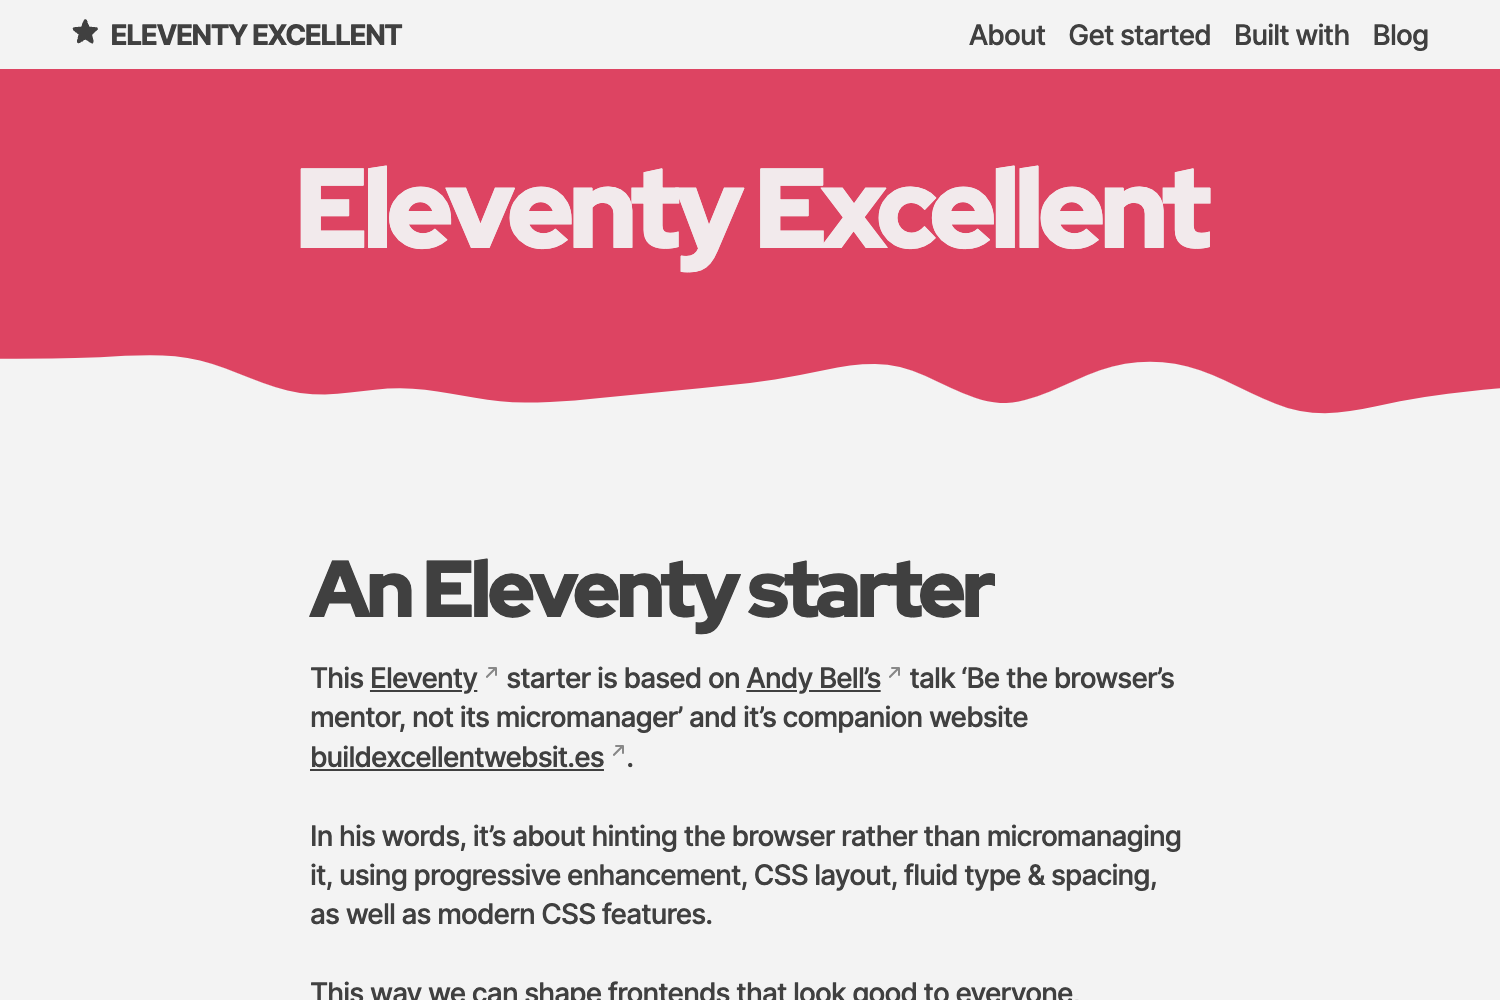 ELEVENTY EXCELLENT
About Get started Built with Blog
Eleventy Excellent
An Eleventy starter
This Eleventy ↗ starter is based on Andy Bell’s ↗ talk ‘Be the browser’s
mentor, not its micromanager’ and it’s companion website
buildexcellentwebsit.es ↗.
In his words, it’s about hinting the browser rather than micromanaging
it, using progressive enhancement, CSS layout, fluid type & spacing,
as well as modern CSS features.
This way we can shape frontends that look good to everyone,